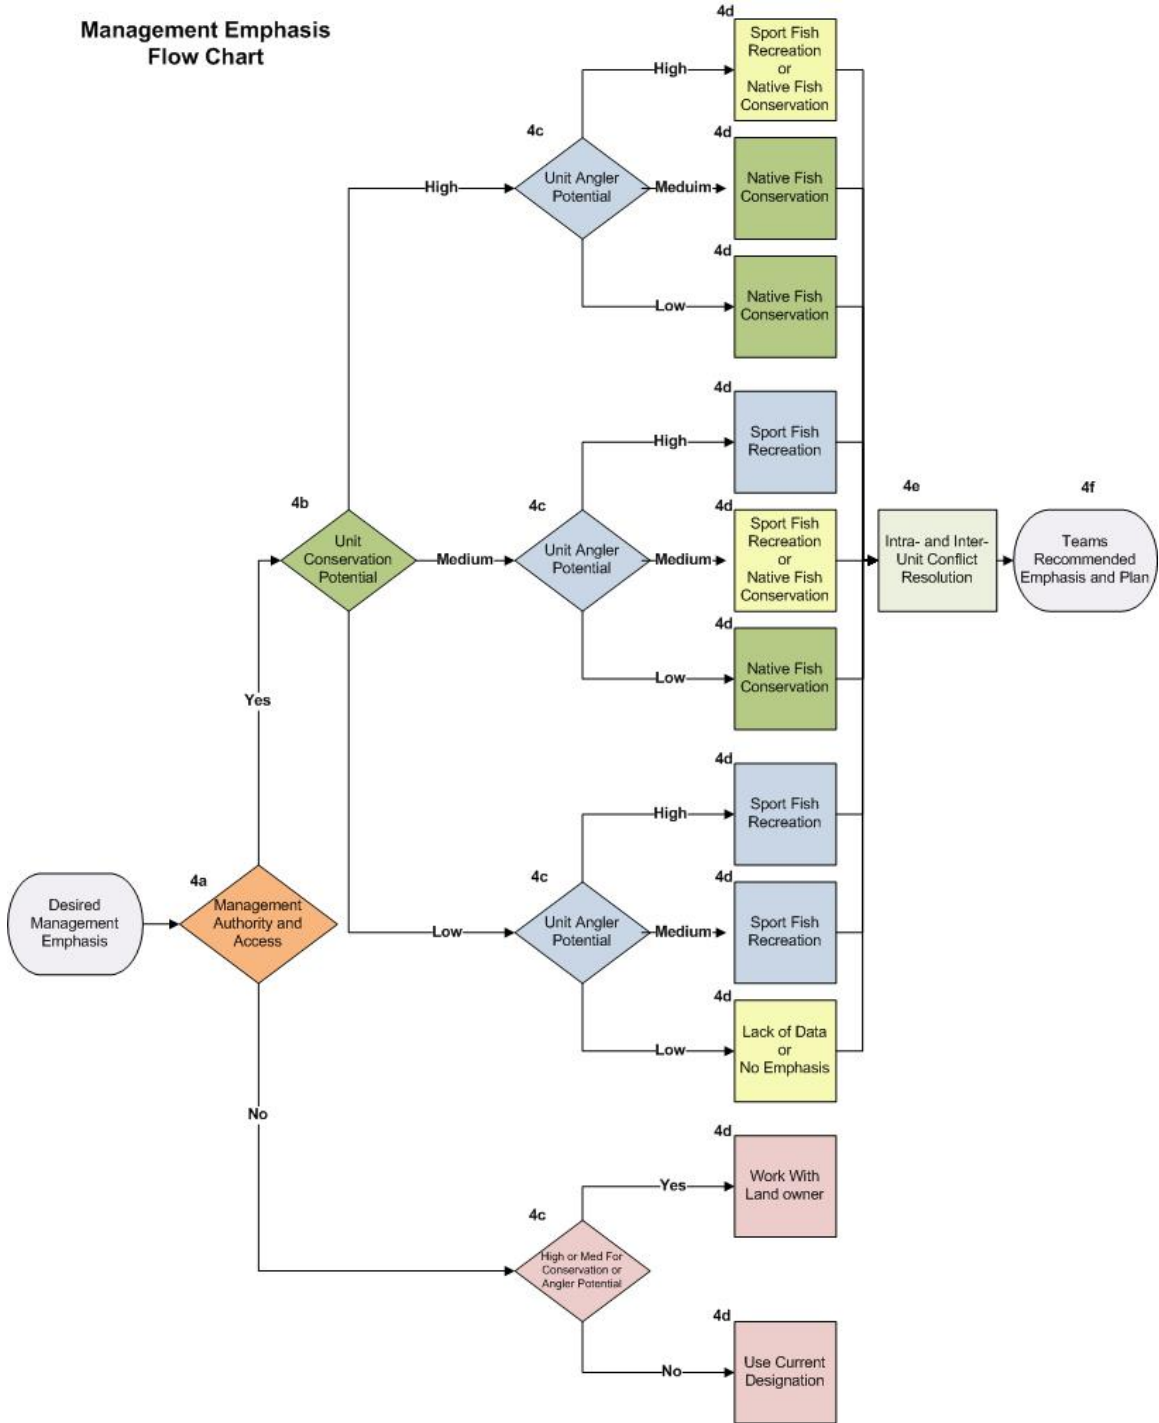 Management Emphasis
Flow Chart
4d
Sport Fish
Recreation
or
Native Fish
Conservation
High
4c
Unit Angler
Potential
High
Meduim
4d
Native Fish
Conservation
Low
4d
Native Fish
Conservation
4d
Sport Fish
Recreation
High
4b
Unit
Conservation
Potential
Medium
4c
Unit Angler
Potential
Medium
4d
Sport Fish
Recreation
or
Native Fish
Conservation
4e
Intra- and Inter-
Unit Conflict
Resolution
4f
Teams
Recommended
Emphasis and Plan
Low
4d
Native Fish
Conservation
Yes
4d
Sport Fish
Recreation
High
Desired
Management
Emphasis
4a
Management
Authority and
Access
Low
4c
Unit Angler
Potential
Medium
4d
Sport Fish
Recreation
Low
4d
Lack of Data
or
No Emphasis
No
4d
Work With
Land owner
Yes
4c
High or Med For
Conservation or
Angler Potential
No
4d
Use Current
Designation